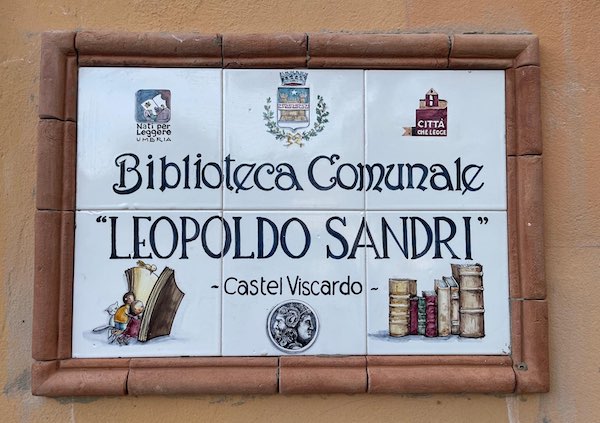 Nati per
Leggere
UMBRIA
CITTÀ
CHE LEGGE
Biblioteca Comunale
"LEOPOLDO SANDRI"
- Castel Viscardo -